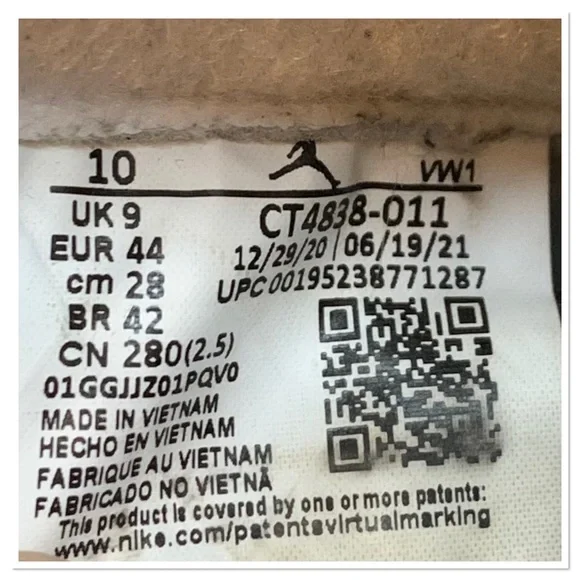 10 VW1
UK 9 CT4838-011
EUR 44 12/29/20 06/19/21
cm 28 UPC00195238771287
BR 42
CN 280(2.5)
01GGJJZ01PQV0
MADE IN VIETNAM
HECHO EN VIETNAM
FABRIQUE AU VIETNAM
FABRICADO NO VIETNÃ
This product is covered by one or more patents:
www.nike.com/patentsvirtualmarking